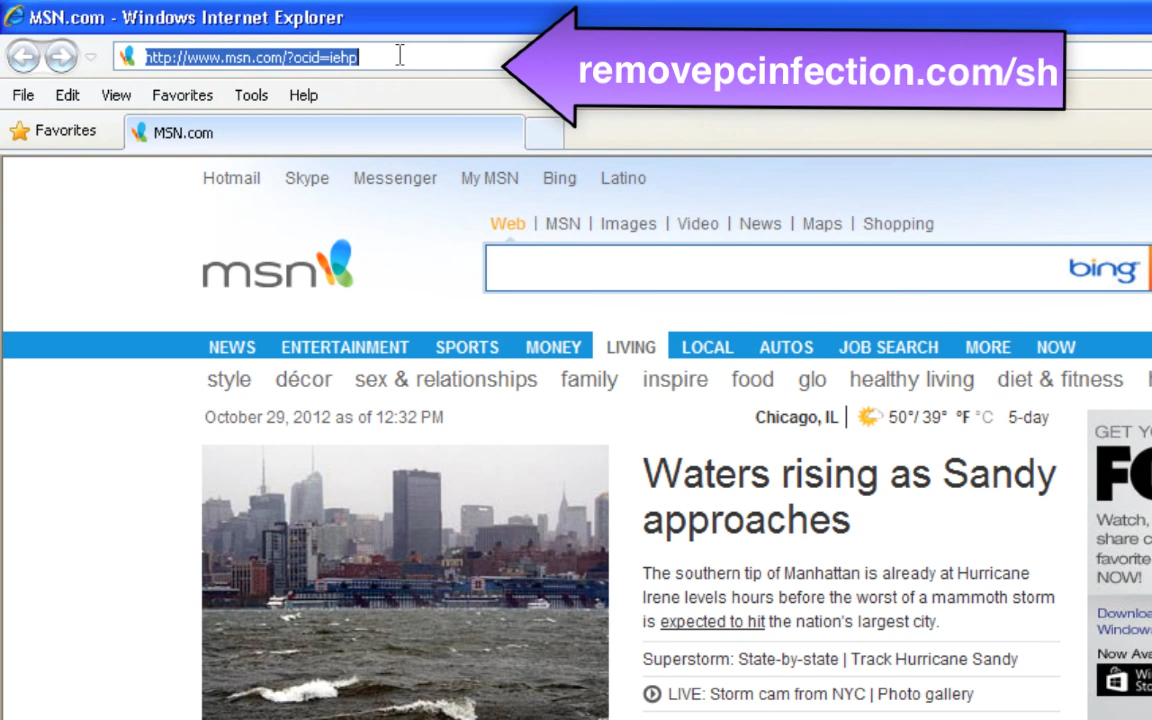 MSN.com - Windows Internet Explorer
http://www.msn.com/?ocid=iehp
removepcinfection.com/sh
File Edit View Favorites Tools Help
Favorites MSN.com
Hotmail Skype Messenger My MSN Bing Latino
Web | MSN | Images | Video | News | Maps | Shopping
msn
bing
NEWS ENTERTAINMENT SPORTS MONEY LIVING LOCAL AUTOS JOB SEARCH MORE NOW
style décor sex & relationships family inspire food glo healthy living diet & fitness
October 29, 2012 as of 12:32 PM
Chicago, IL | 50°/ 39° °F °C 5-day
Waters rising as Sandy
approaches
The southern tip of Manhattan is already at Hurricane
Irene levels hours before the worst of a mammoth storm
is expected to hit the nation's largest city.
Superstorm: State-by-state | Track Hurricane Sandy
LIVE: Storm cam from NYC | Photo gallery
GET
Watch,
share
favorite
NOW!
Now